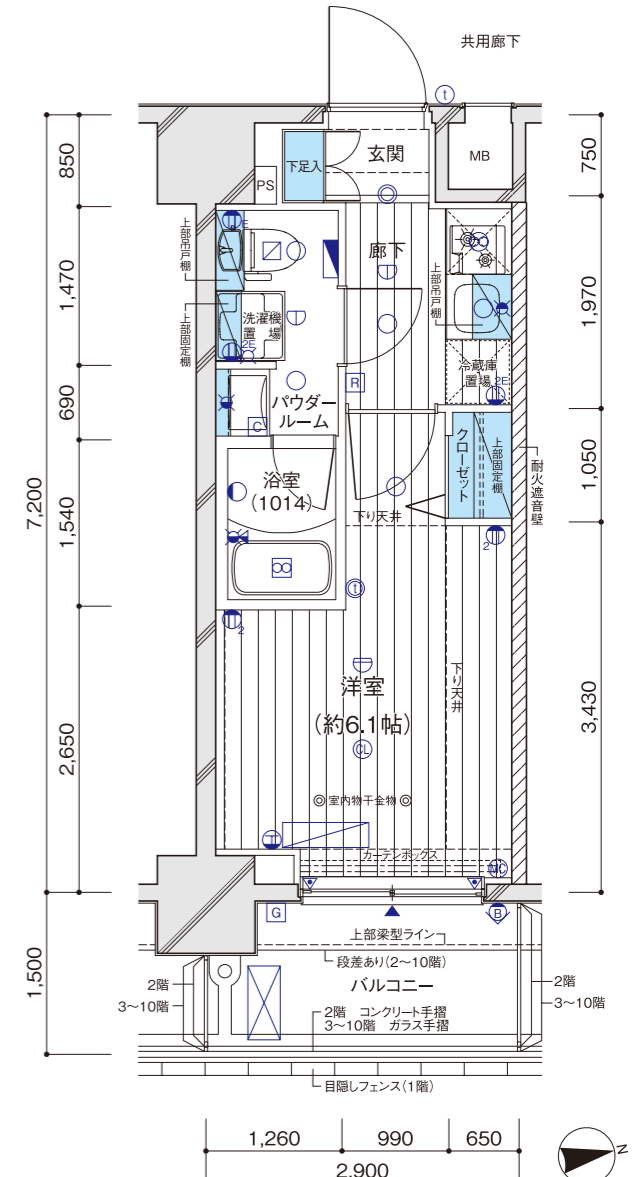 共用廊下
t
MB
玄関
下足入
PS
850
750
上部吊戸棚
E
廊下
上部吊戸棚
1,470
1,970
洗濯機
置場
上部固定棚
2E
冷蔵庫
置場
2E
R
690
パウダー
ルーム
C
クローゼット
上部固定棚
耐火遮音壁
1,050
7,200
1,540
浴室
(1014)
下り天井
2
t
2
洋室
(約6.1帖)
下り天井
3,430
2,650
CL
室内物干金物
T
カーテンボックス
MC
G
B
上部梁型ライン
段差あり(2〜10階)
1,500
バルコニー
2階
3〜10階
2階
3〜10階
2階 コンクリート手摺
3〜10階 ガラス手摺
目隠しフェンス(1階)
1,260
990
650
2,900
N